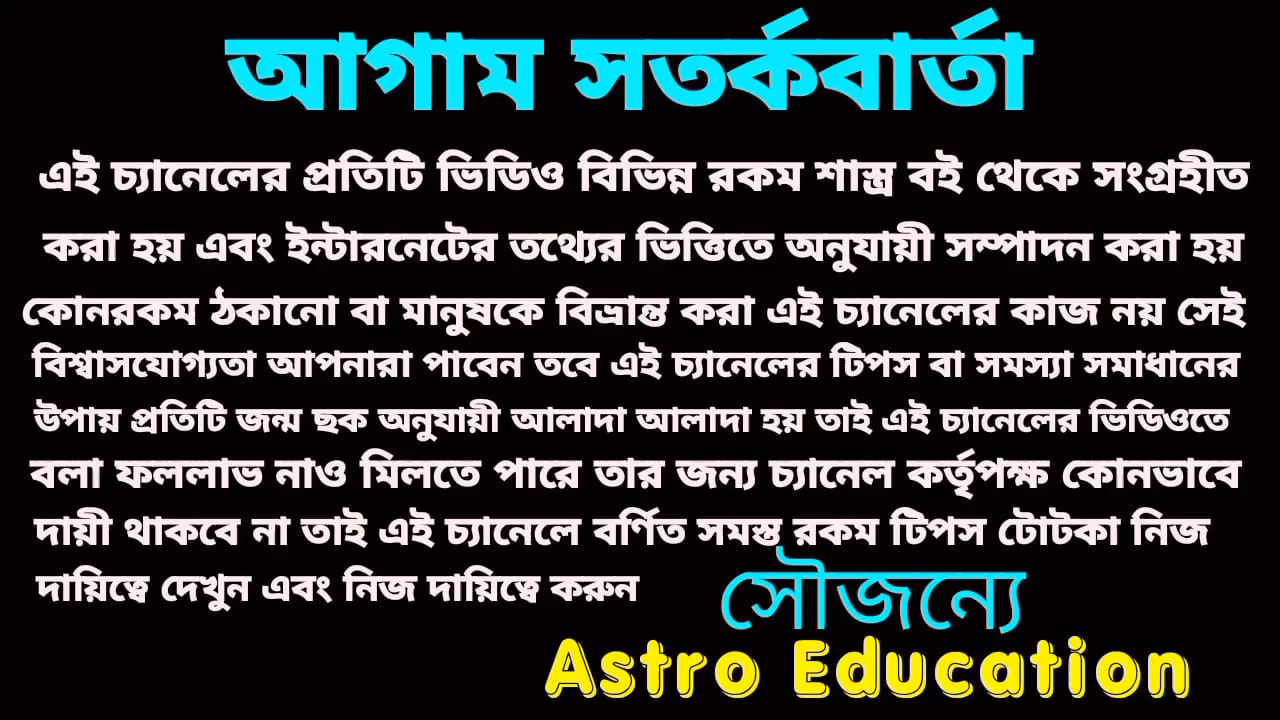 আগাম সতর্কবার্তা
এই চ্যানেলের প্রতিটি ভিডিও বিভিন্ন রকম শাস্ত্র বই থেকে সংগ্রহীত
করা হয় এবং ইন্টারনেটের তথ্যের ভিত্তিতে অনুযায়ী সম্পাদন করা হয়
কোনরকম ঠকানো বা মানুষকে বিভ্রান্ত করা এই চ্যানেলের কাজ নয় সেই
বিশ্বাসযোগ্যতা আপনারা পাবেন তবে এই চ্যানেলের টিপস বা সমস্যা সমাধানের
উপায় প্রতিটি জন্ম ছক অনুযায়ী আলাদা আলাদা হয় তাই এই চ্যানেলের ভিডিওতে
বলা ফললাভ নাও মিলতে পারে তার জন্য চ্যানেল কর্তৃপক্ষ কোনভাবে
দায়ী থাকবে না তাই এই চ্যানেলে বর্ণিত সমস্ত রকম টিপস টোটকা নিজ
দায়িত্বে দেখুন এবং নিজ দায়িত্বে করুন
সৌজন্যে
Astro Education